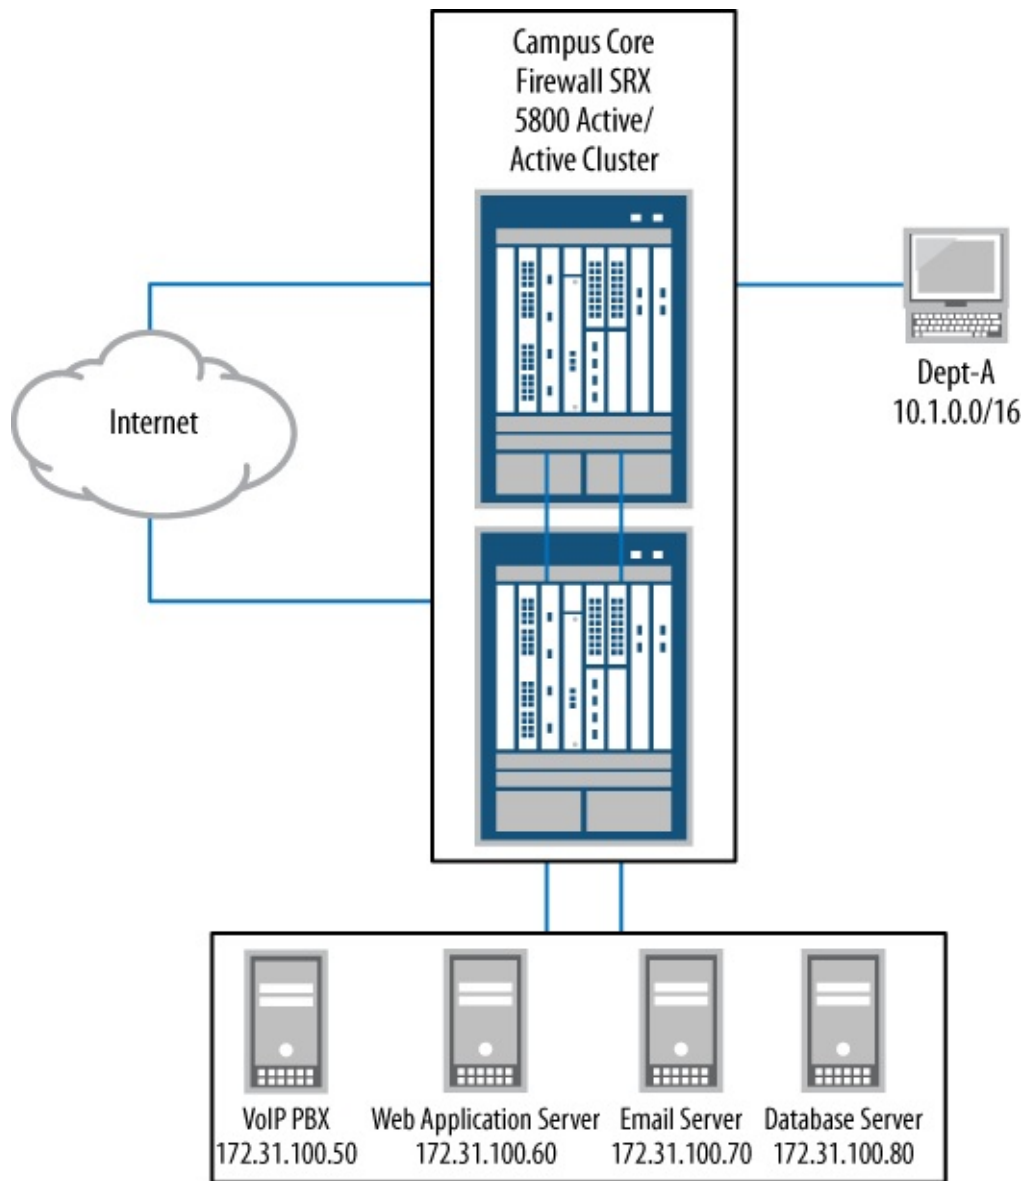 Campus Core
Firewall SRX
5800 Active/
Active Cluster
Internet
Dept-A
10.1.0.0/16
VoIP PBX
172.31.100.50
Web Application Server
172.31.100.60
Email Server
172.31.100.70
Database Server
172.31.100.80